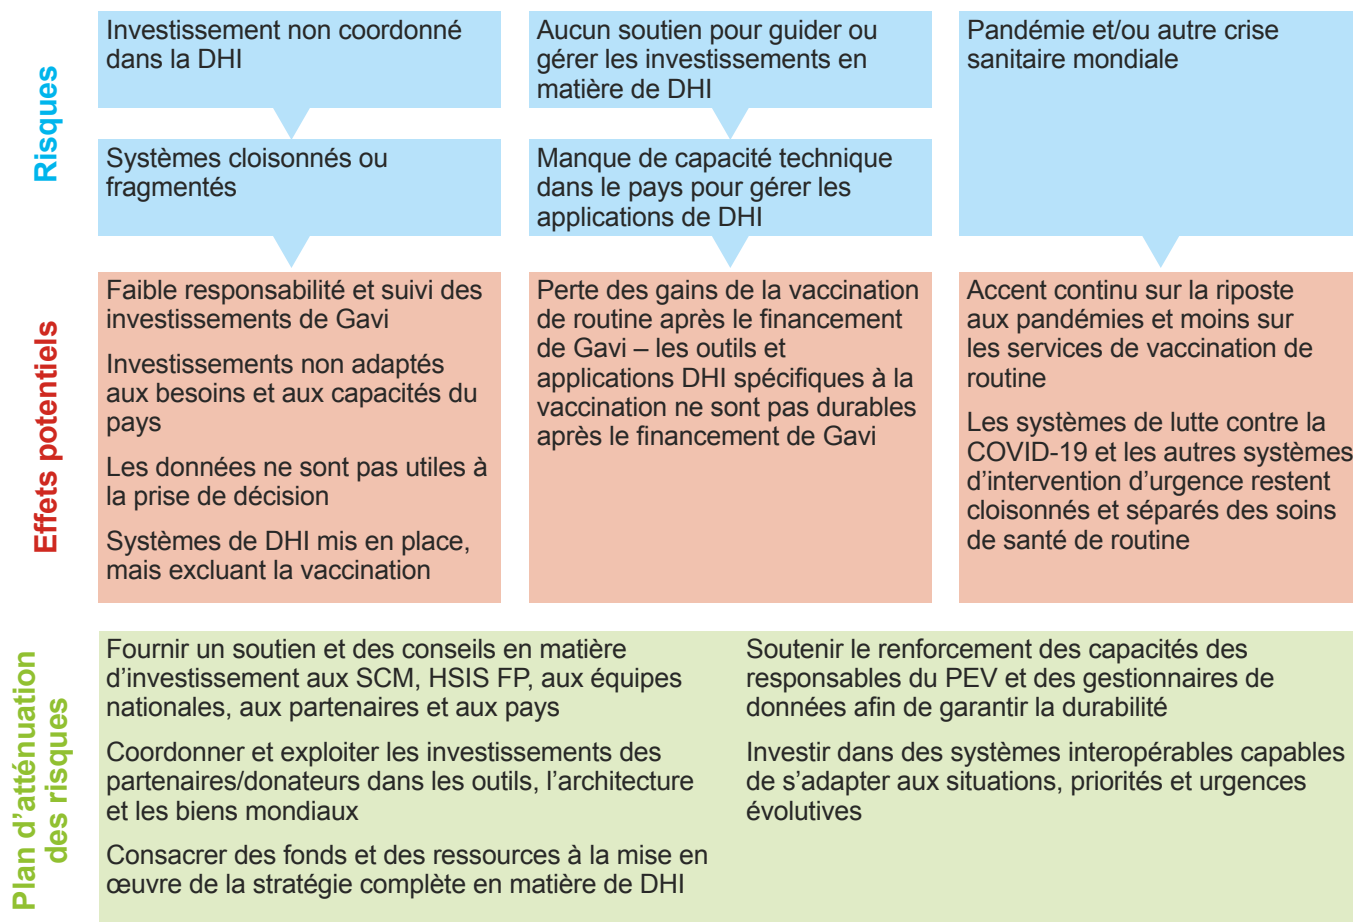 Risques
Investissement non coordonné
dans la DHI
Systèmes cloisonnés ou
fragmentés
Aucun soutien pour guider ou
gérer les investissements en
matière de DHI
Manque de capacité technique
dans le pays pour gérer les
applications de DHI
Pandémie et/ou autre crise
sanitaire mondiale
Effets potentiels
Faible responsabilité et suivi des
investissements de Gavi
Investissements non adaptés
aux besoins et aux capacités du
pays
Les données ne sont pas utiles à
la prise de décision
Systèmes de DHI mis en place,
mais excluant la vaccination
Perte des gains de la vaccination
de routine après le financement
de Gavi – les outils et
applications DHI spécifiques à la
vaccination ne sont pas durables
après le financement de Gavi
Accent continu sur la riposte
aux pandémies et moins sur
les services de vaccination de
routine
Les systèmes de lutte contre la
COVID-19 et les autres systèmes
d’intervention d’urgence restent
cloisonnés et séparés des soins
de santé de routine
Plan d’atténuation
des risques
Fournir un soutien et des conseils en matière
d’investissement aux SCM, HSIS FP, aux équipes
nationales, aux partenaires et aux pays
Coordonner et exploiter les investissements des
partenaires/donateurs dans les outils, l’architecture
et les biens mondiaux
Consacrer des fonds et des ressources à la mise en
œuvre de la stratégie complète en matière de DHI
Soutenir le renforcement des capacités des
responsables du PEV et des gestionnaires de
données afin de garantir la durabilité
Investir dans des systèmes interopérables capables
de s’adapter aux situations, priorités et urgences
évolutives